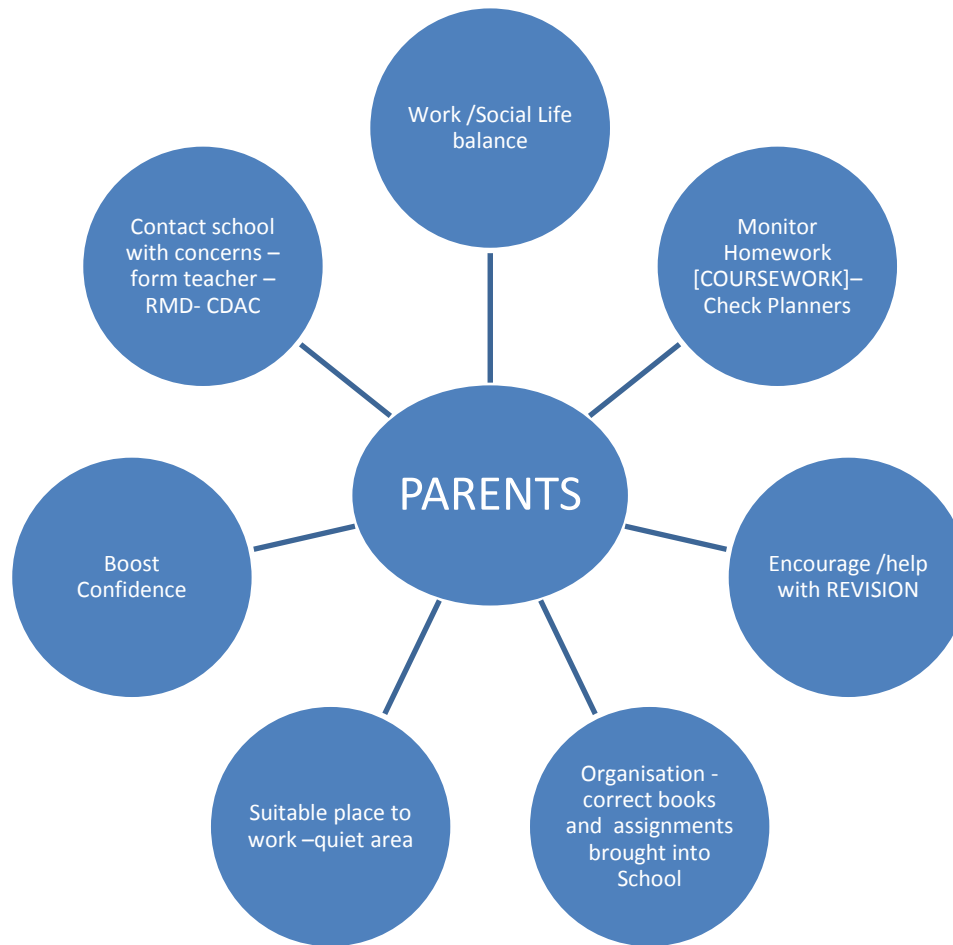 Work /Social Life
balance
Monitor
Homework
[COURSEWORK]–
Check Planners
Encourage /help
with REVISION
Organisation -
correct books
and  assignments
brought into
School
Suitable place to
work –quiet area
Boost
Confidence
Contact school
with concerns –
form teacher –
RMD- CDAC
PARENTS